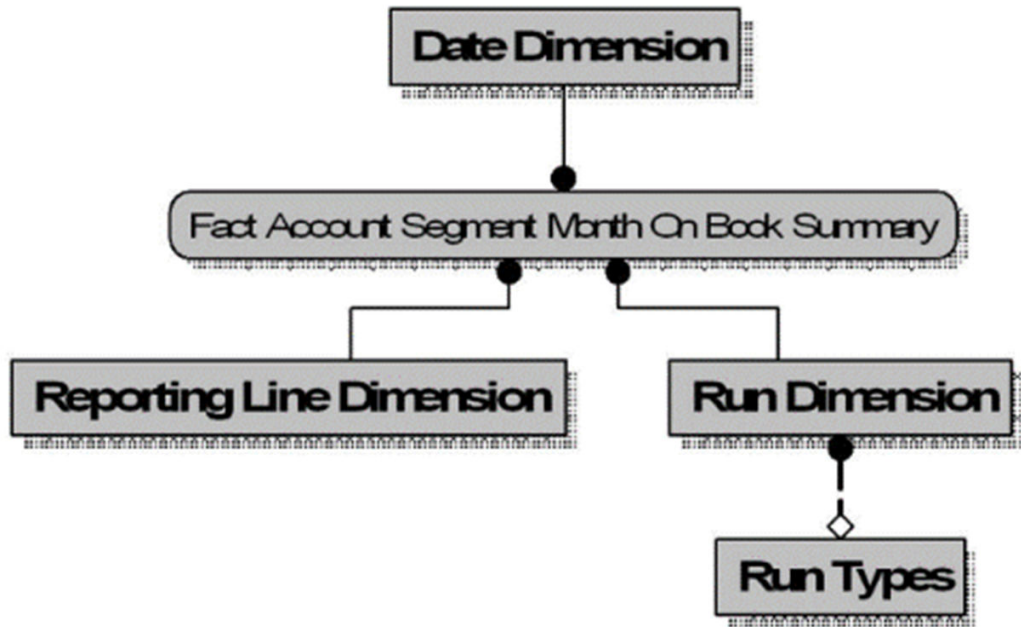 Date Dimension
Fact Account Segment Month On Book Summary
Reporting Line Dimension
Run Dimension
Run Types